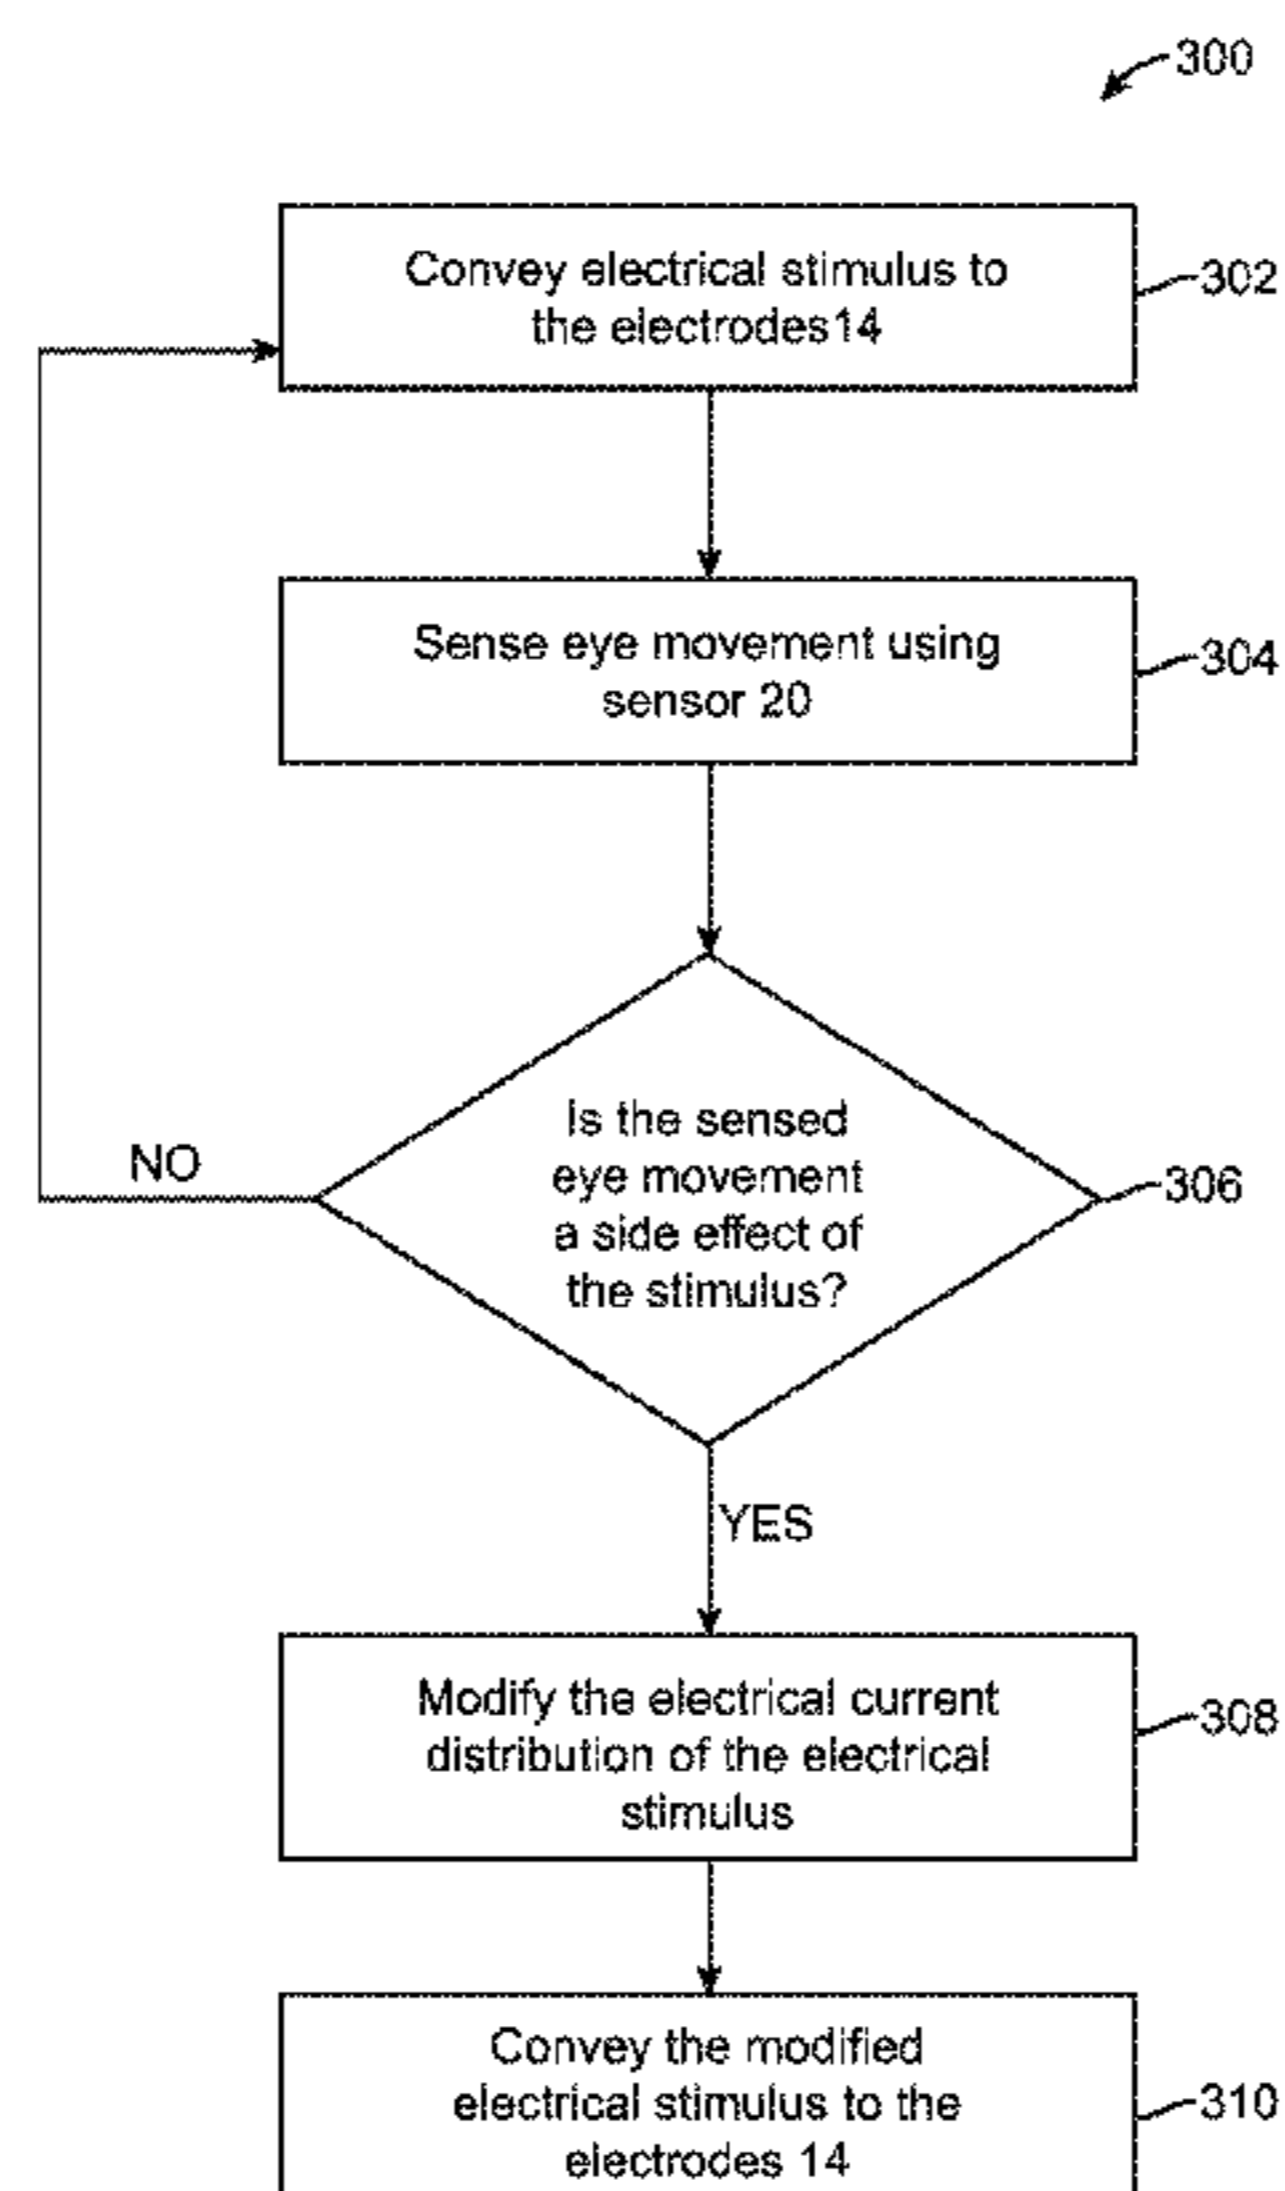 300
Convey electrical stimulus to
the electrodes14
302
Sense eye movement using
sensor 20
304
Is the sensed
eye movement
a side effect of
the stimulus?
306
NO
YES
Modify the electrical current
distribution of the electrical
stimulus
308
Convey the modified
electrical stimulus to the
electrodes 14
310